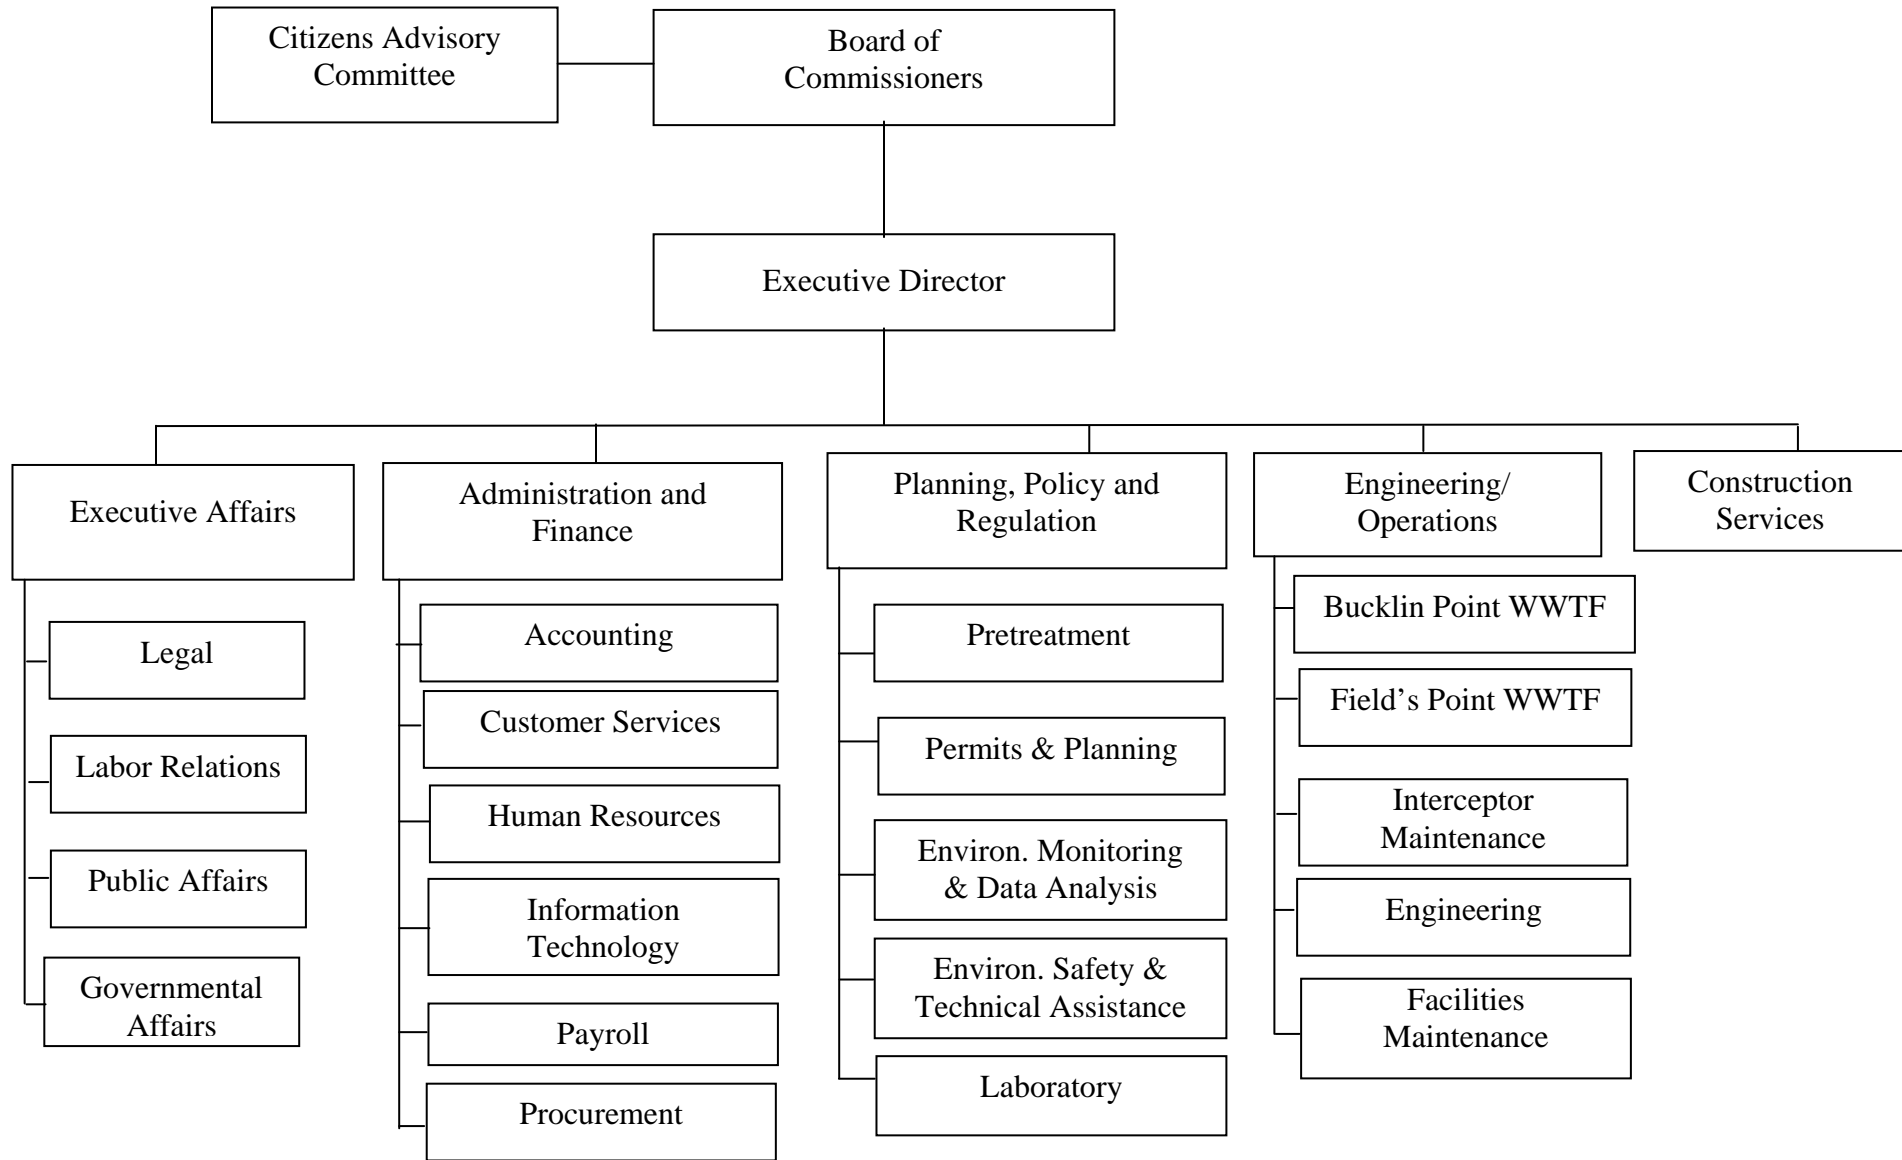 Citizens Advisory
Committee
Board of
Commissioners
Executive Director
Executive Affairs
Legal
Labor Relations
Public Affairs
Governmental
Affairs
Administration and
Finance
Accounting
Customer Services
Human Resources
Information
Technology
Payroll
Procurement
Planning, Policy and
Regulation
Pretreatment
Permits & Planning
Environ. Monitoring
& Data Analysis
Environ. Safety &
Technical Assistance
Laboratory
Engineering/
Operations
Bucklin Point WWTF
Field’s Point WWTF
Interceptor
Maintenance
Engineering
Facilities
Maintenance
Construction
Services